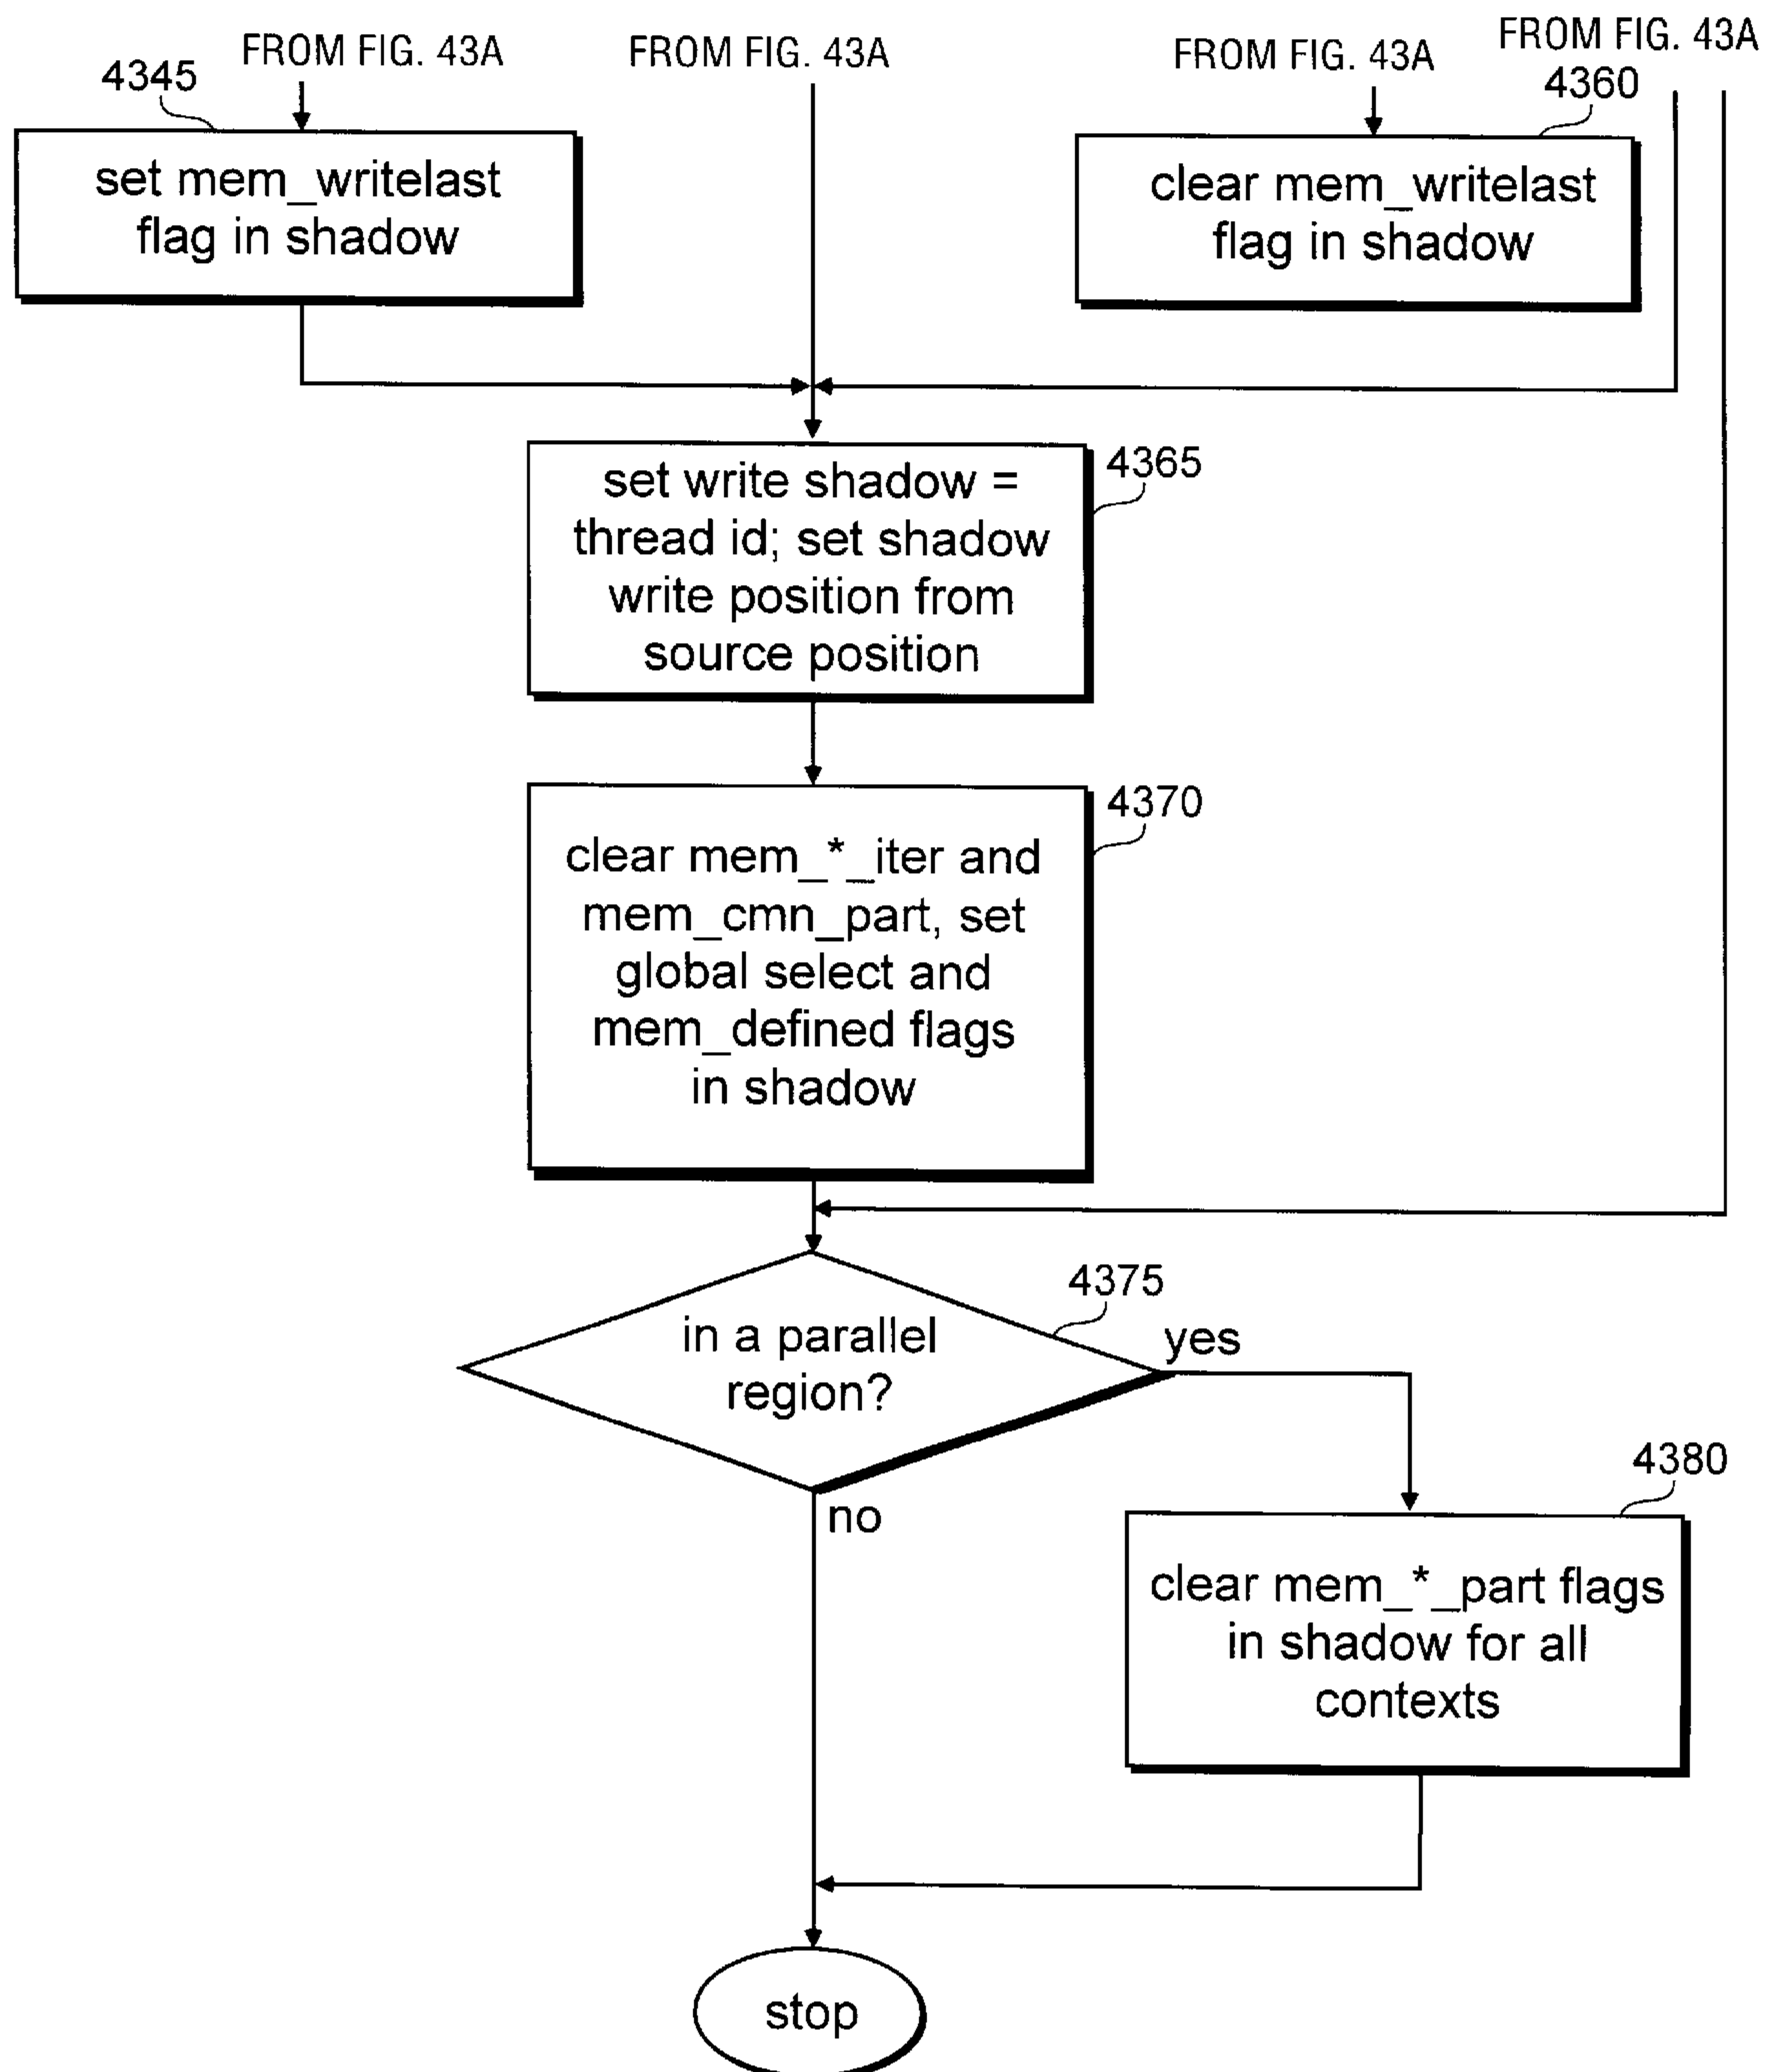 FROM FIG. 43A
FROM FIG. 43A
FROM FIG. 43A
FROM FIG. 43A
4345
4360
set mem_writelast
flag in shadow
clear mem_writelast
flag in shadow
4365
set write shadow =
thread id; set shadow
write position from
source position
4370
clear mem_*_iter and
mem_cmn_part, set
global select and
mem_defined flags
in shadow
4375
in a parallel
region?
yes
no
4380
clear mem_*_part flags
in shadow for all
contexts
stop